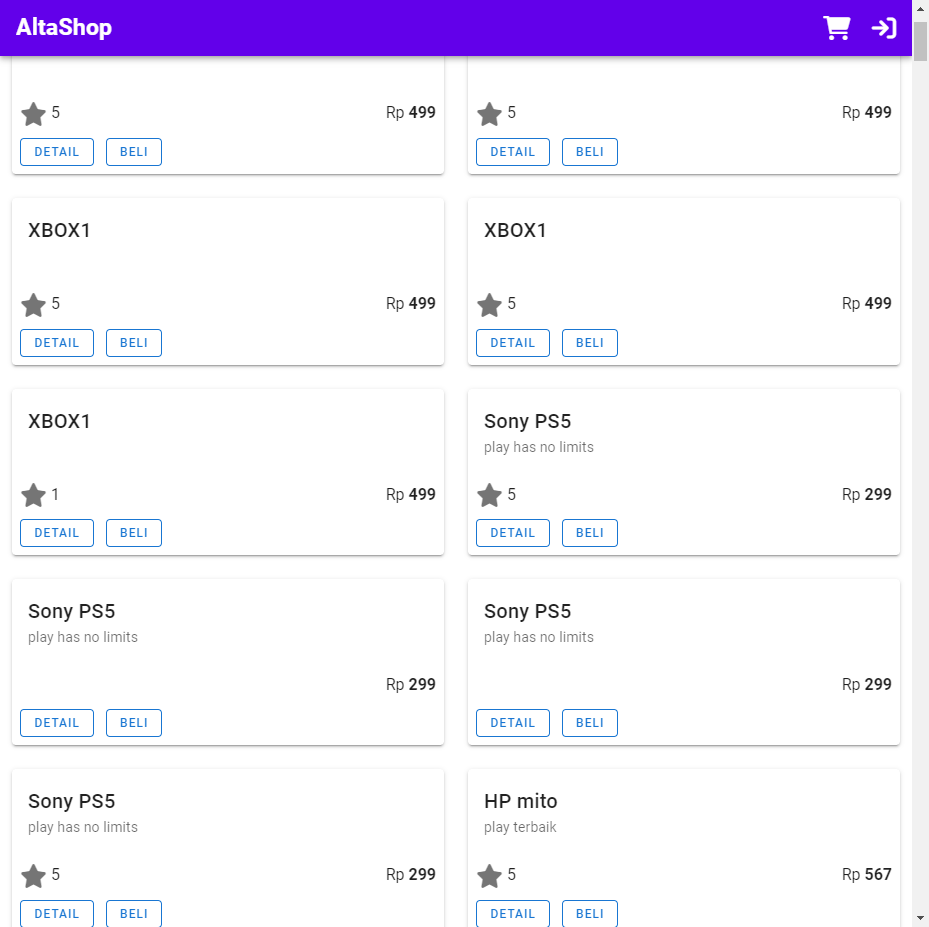 AltaShop
5 Rp 499 5 Rp 499
DETAIL BELI DETAIL BELI
XBOX1 XBOX1
5 Rp 499 5 Rp 499
DETAIL BELI DETAIL BELI
XBOX1 Sony PS5
play has no limits
1 Rp 499 5 Rp 299
DETAIL BELI DETAIL BELI
Sony PS5 Sony PS5
play has no limits play has no limits
Rp 299 Rp 299
DETAIL BELI DETAIL BELI
Sony PS5 HP mito
play has no limits play terbaik
5 Rp 299 5 Rp 567
DETAIL BELI DETAIL BELI